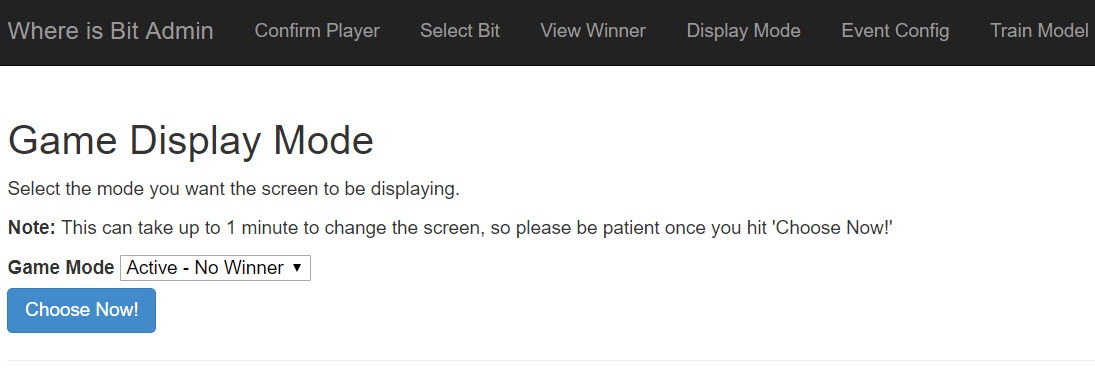 Where is Bit Admin Confirm Player Select Bit View Winner Display Mode Event Config Train Model
Game Display Mode
Select the mode you want the screen to be displaying.
Note: This can take up to 1 minute to change the screen, so please be patient once you hit 'Choose Now!'
Game Mode Active - No Winner
Choose Now!